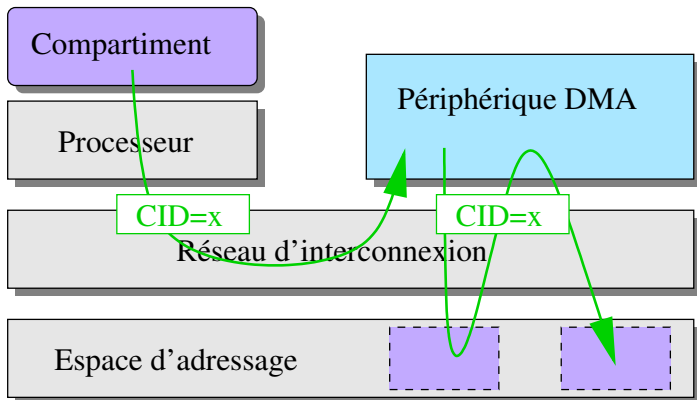 Compartiment
Périphérique DMA
Processeur
CID=x
CID=x
Réseau d'interconnexion
Espace d'adressage